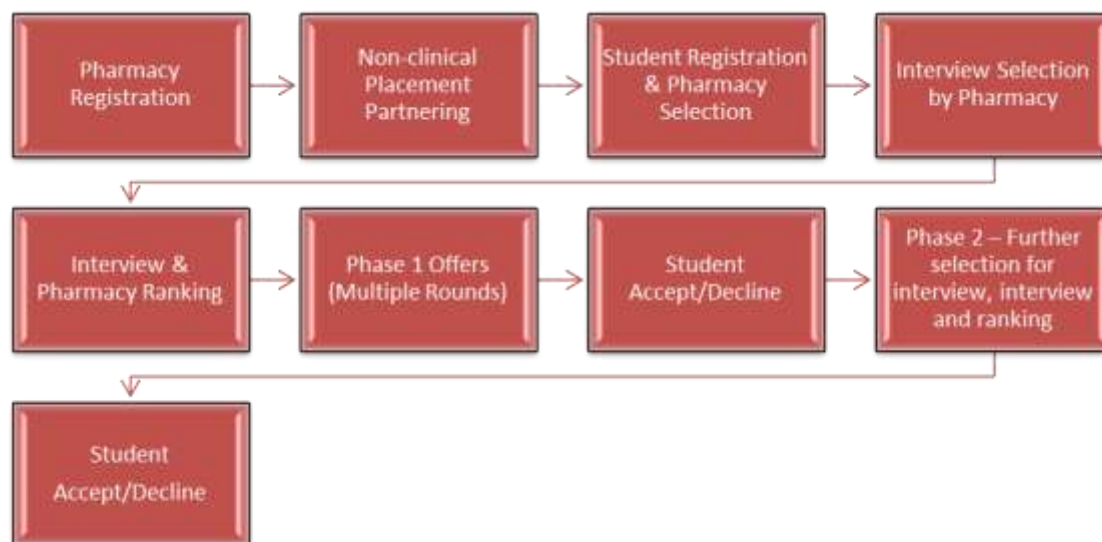 Pharmacy
Registration
Non-clinical
Placement
Partnering
Student Registration
& Pharmacy
Selection
Interview Selection
by Pharmacy
Interview &
Pharmacy Ranking
Phase 1 Offers
(Multiple Rounds)
Student
Accept/Decline
Phase 2 – Further
selection for
interview, interview
and ranking
Student
Accept/Decline